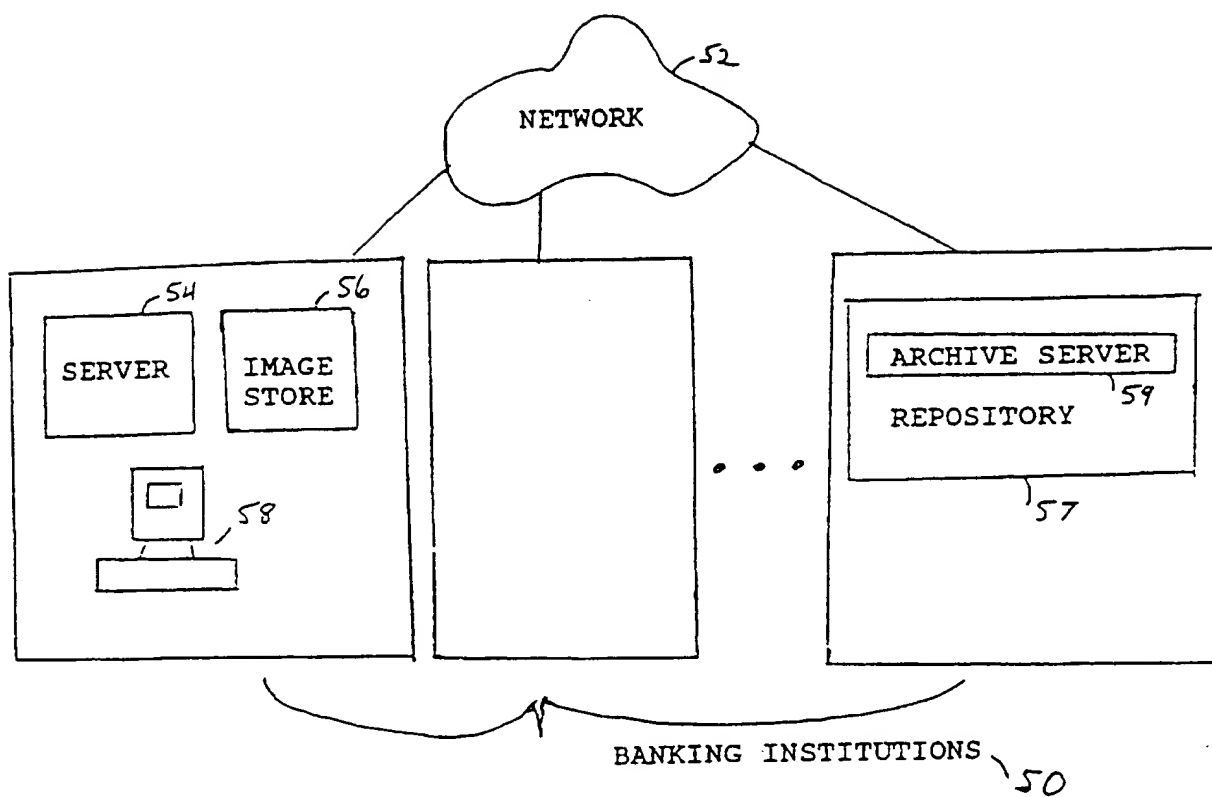 52
NETWORK
54
56
SERVER
IMAGE
STORE
ARCHIVE SERVER
59
REPOSITORY
57
58
BANKING INSTITUTIONS
50